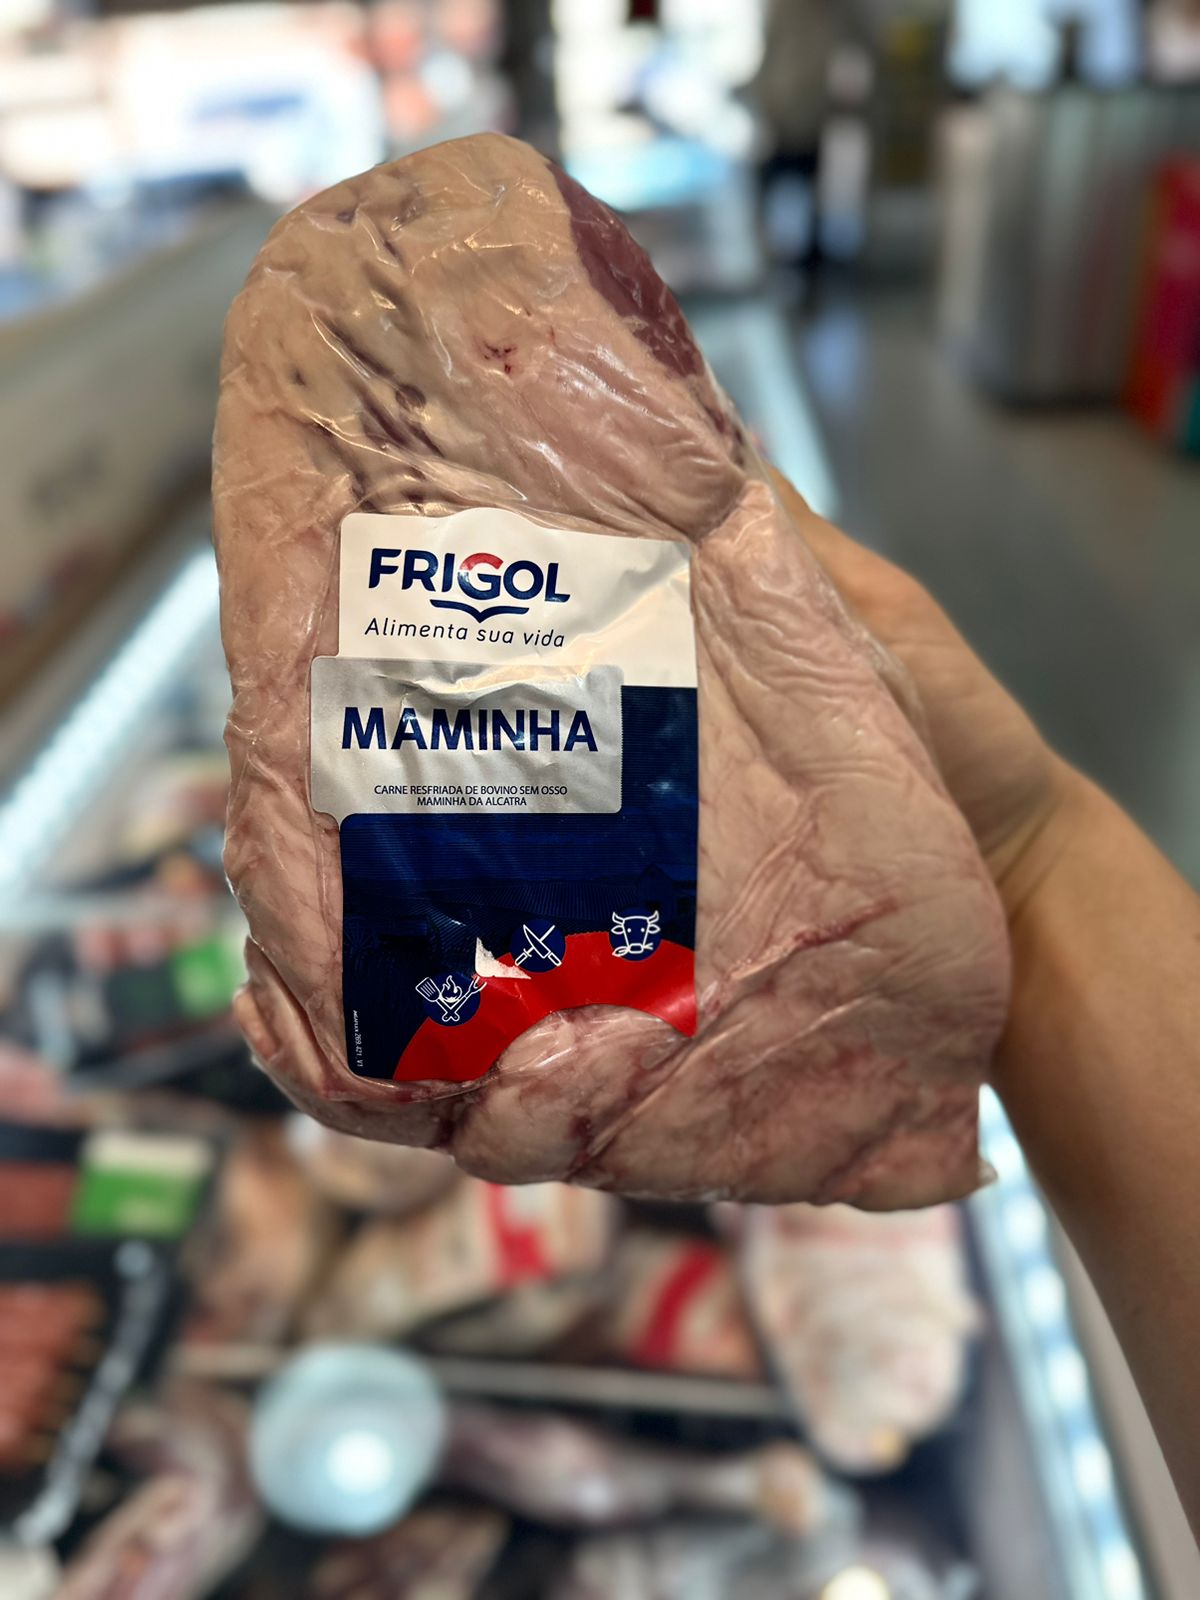 FRIGOL
Alimenta sua vida
MAMINHA
CARNE RESFRIADA DE BOVINO SEM OSSO
MAMINHA DA ALCATRA